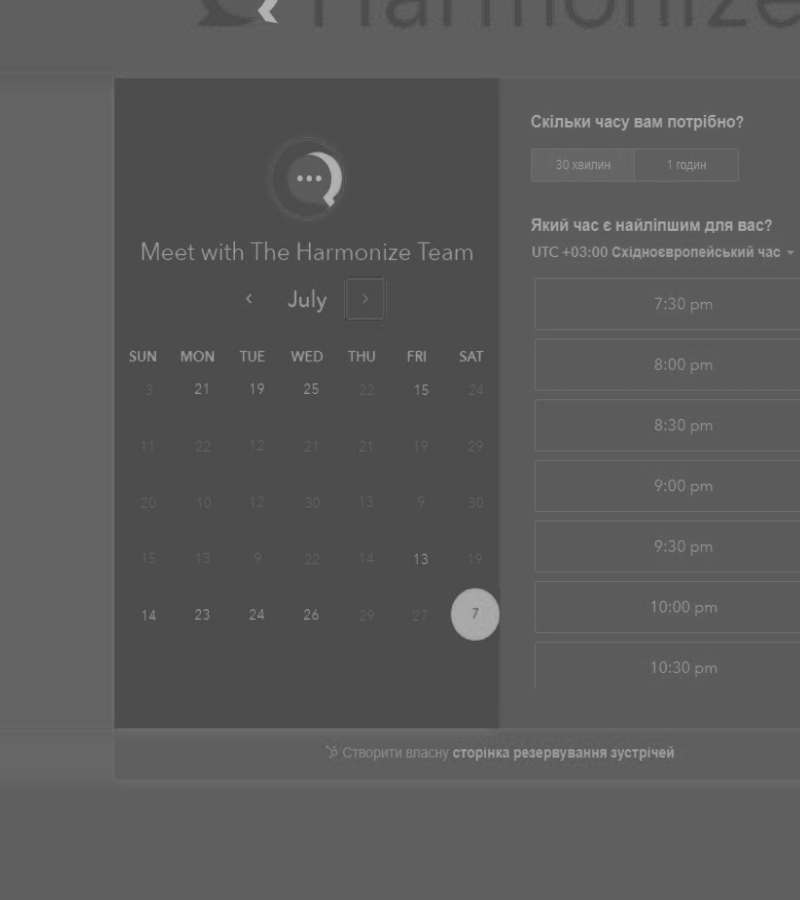 Harmonize
Meet with The Harmonize Team
July
SUN MON TUE WED THU FRI SAT
3 21 19 25 22 15 24
11 22 12 21 21 19 29
20 10 12 30 13 9 30
15 13 9 22 14 13 19
14 23 24 26 29 27 7
Скільки часу вам потрібно?
30 хвилин 1 годин
Який час є найліпшим для вас?
UTC +03:00 Східноєвропейський час
7:30 pm
8:00 pm
8:30 pm
9:00 pm
9:30 pm
10:00 pm
10:30 pm
Створити власну сторінка резервування зустрічей